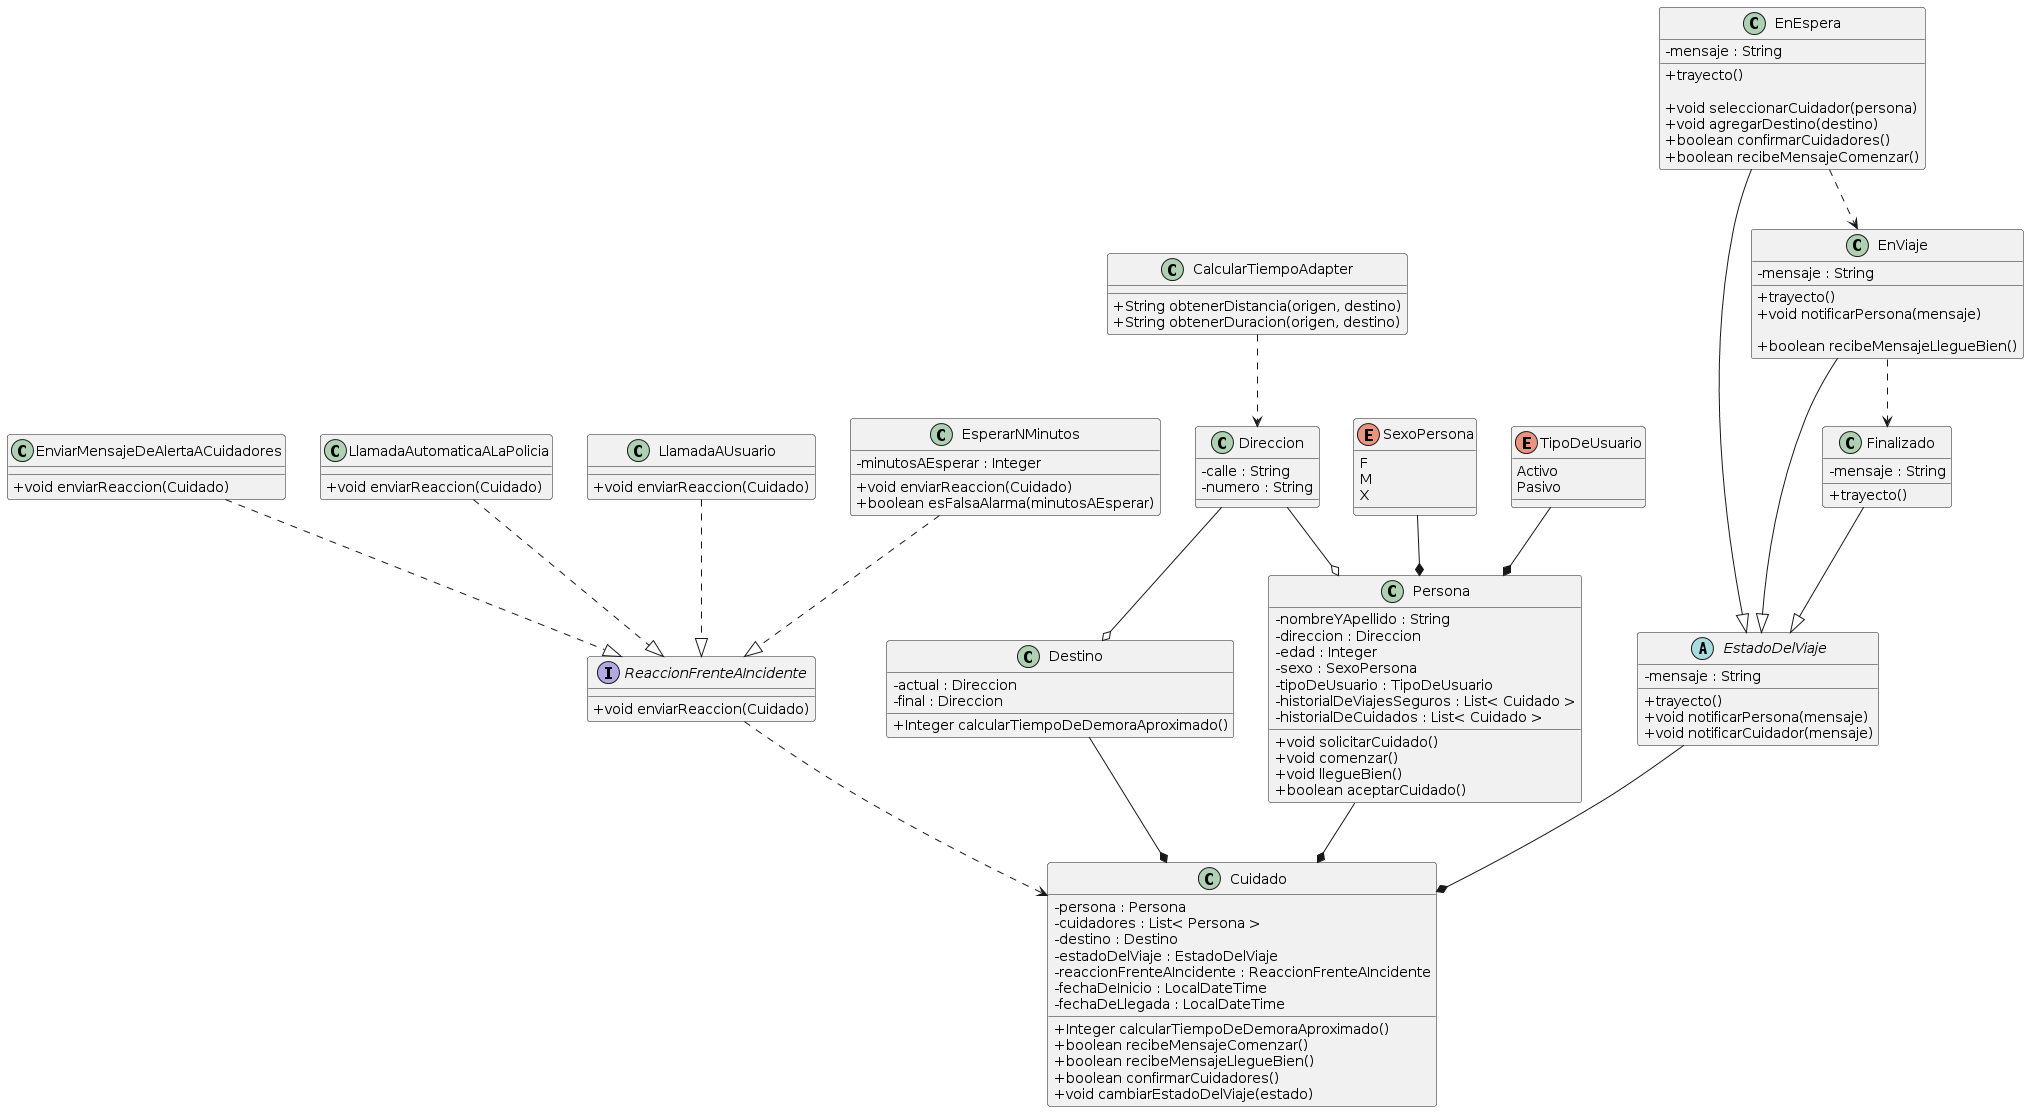 EnEspera
-mensaje : String
+trayecto()
+void seleccionarCuidador(persona)
+void agregarDestino(destino)
+boolean confirmarCuidadores()
+boolean recibeMensajeComenzar()
EnViaje
-mensaje : String
+trayecto()
+void notificarPersona(mensaje)
+boolean recibeMensajeLlegueBien()
CalcularTiempoAdapter
+String obtenerDistancia(origen, destino)
+String obtenerDuracion(origen, destino)
EnviarMensajeDeAlertaACuidadores
+void enviarReaccion(Cuidado)
LlamadaAutomaticaALaPolicia
+void enviarReaccion(Cuidado)
LlamadaAUsuario
+void enviarReaccion(Cuidado)
EsperarNMinutos
-minutosAEsperar : Integer
+void enviarReaccion(Cuidado)
+boolean esFalsaAlarma(minutosAEsperar)
Direccion
-calle : String
-numero : String
SexoPersona
F
M
X
TipoDeUsuario
Activo
Pasivo
Finalizado
-mensaje : String
+trayecto()
ReaccionFrenteAIncidente
+void enviarReaccion(Cuidado)
Destino
-actual : Direccion
-final : Direccion
+Integer calcularTiempoDeDemoraAproximado()
Persona
-nombreYApellido : String
-direccion : Direccion
-edad : Integer
-sexo : SexoPersona
-tipoDeUsuario : TipoDeUsuario
-historialDeViajesSeguros : List< Cuidado >
-historialDeCuidados : List< Cuidado >
+void solicitarCuidado()
+void comenzar()
+void llegueBien()
+boolean aceptarCuidado()
EstadoDelViaje
-mensaje : String
+trayecto()
+void notificarPersona(mensaje)
+void notificarCuidador(mensaje)
Cuidado
-persona : Persona
-cuidadores : List< Persona >
-destino : Destino
-estadoDelViaje : EstadoDelViaje
-reaccionFrenteAIncidente : ReaccionFrenteAIncidente
-fechaDeInicio : LocalDateTime
-fechaDeLlegada : LocalDateTime
+Integer calcularTiempoDeDemoraAproximado()
+boolean recibeMensajeComenzar()
+boolean recibeMensajeLlegueBien()
+boolean confirmarCuidadores()
+void cambiarEstadoDelViaje(estado)